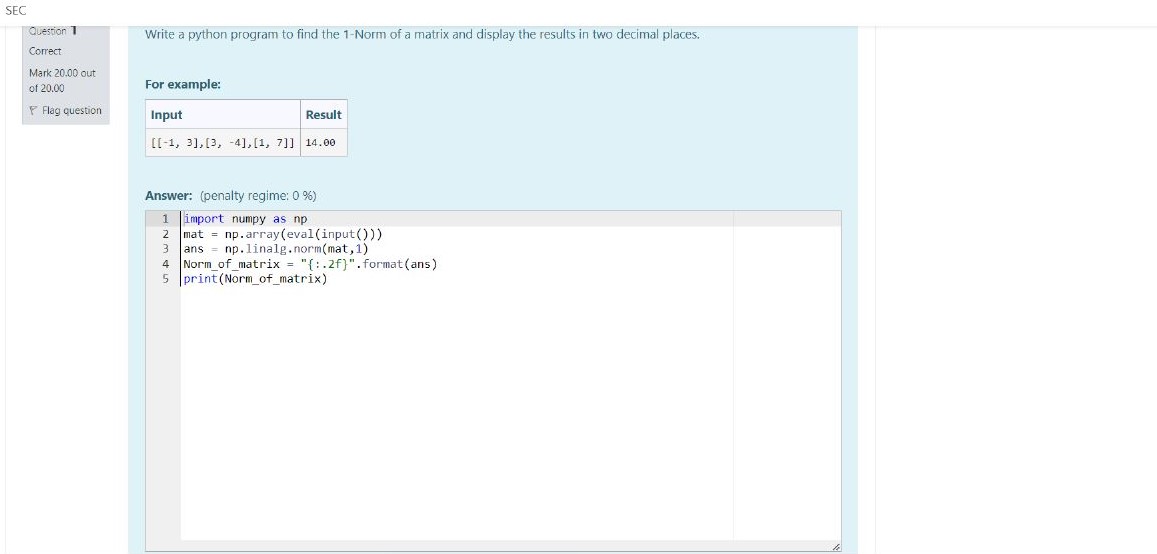 SEC
Question 1
Correct
Mark 20.00 out
of 20.00
Flag question
Write a python program to find the 1-Norm of a matrix and display the results in two decimal places.
For example:
Input Result
[[-1, 3],[3, -4],[1, 7]] 14.00
Answer: (penalty regime: 0 %)
1 import numpy as np
2 mat = np.array(eval(input()))
3 ans = np.linalg.norm(mat,1)
4 Norm_of_matrix = "{:.2f}".format(ans)
5 print(Norm_of_matrix)